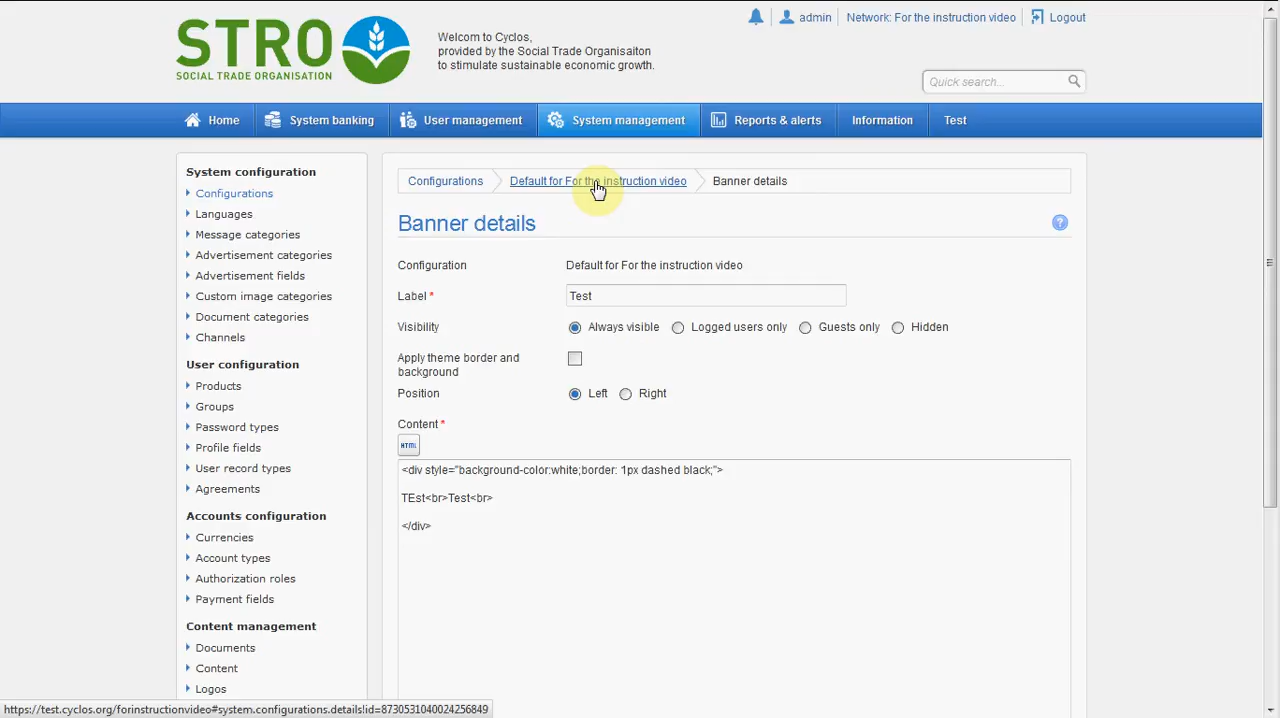 STRO
SOCIAL TRADE ORGANISATION
Welcom to Cyclos,
provided by the Social Trade Organisaiton
to stimulate sustainable economic growth.
admin
Network: For the instruction video
Logout
Quick search...
Home
System banking
User management
System management
Reports & alerts
Information
Test
System configuration
Configurations
Languages
Message categories
Advertisement categories
Advertisement fields
Custom image categories
Document categories
Channels
User configuration
Products
Groups
Password types
Profile fields
User record types
Agreements
Accounts configuration
Currencies
Account types
Authorization roles
Payment fields
Content management
Documents
Content
Logos
Configurations
Default for For the instruction video
Banner details
Banner details
?
Configuration Default for For the instruction video
Label * Test
Visibility Always visible Logged users only Guests only Hidden
Apply theme border and
background
Position Left Right
Content *
HTML
<div style="background-color:white;border: 1px dashed black;">
TEst<br>Test<br>
</div>
https://test.cyclos.org/forinstructionvideo#system.configurations.details!id=8730531040024256849